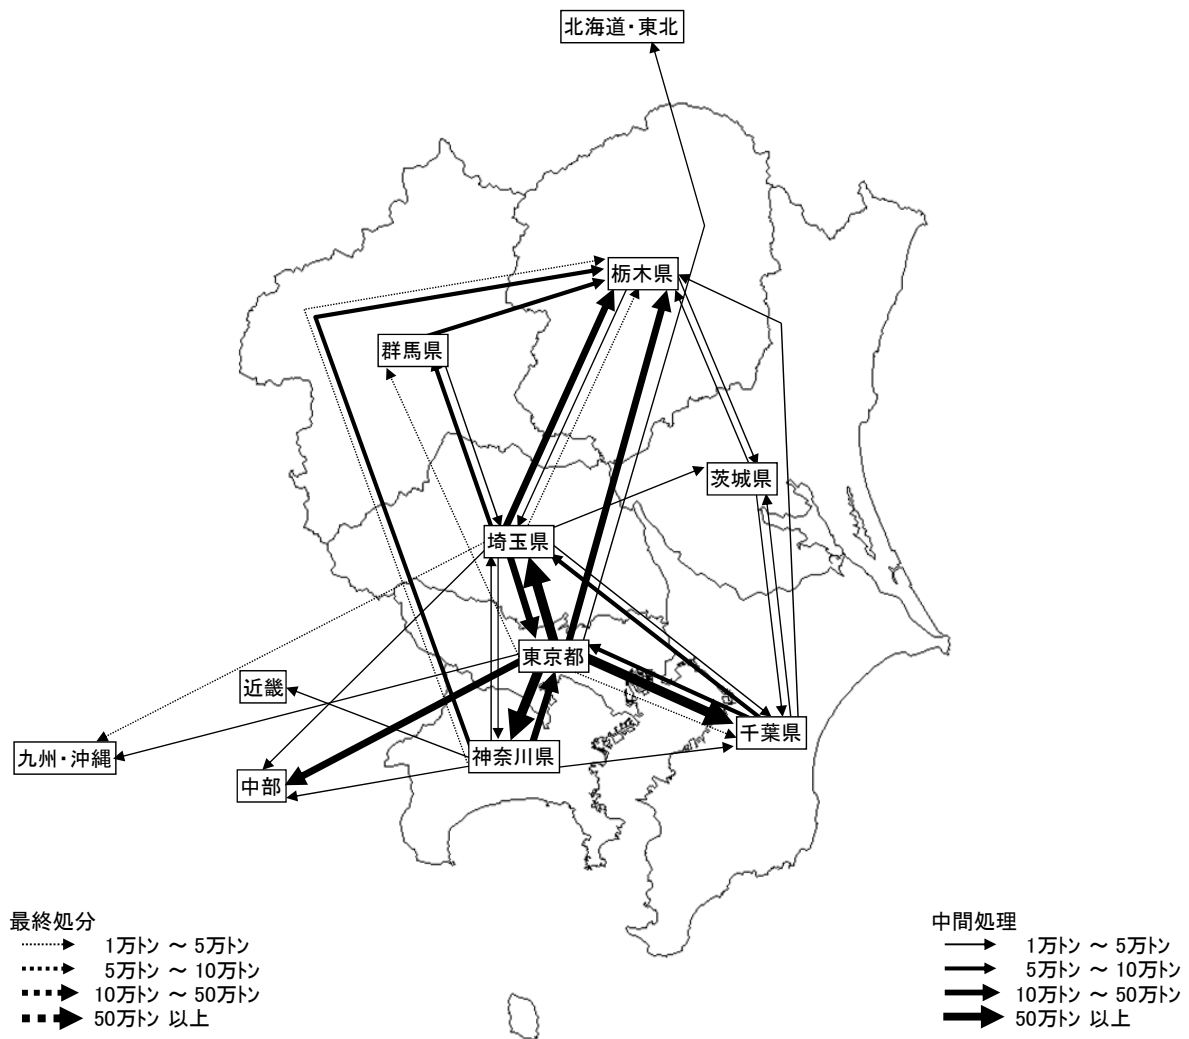 北海道・東北
栃木県
群馬県
茨城県
埼玉県
東京都
近畿
千葉県
九州・沖縄
神奈川県
中部
最終処分
1万トン ～ 5万トン
5万トン ～ 10万トン
10万トン ～ 50万トン
50万トン 以上
中間処理
1万トン ～ 5万トン
5万トン ～ 10万トン
10万トン ～ 50万トン
50万トン 以上